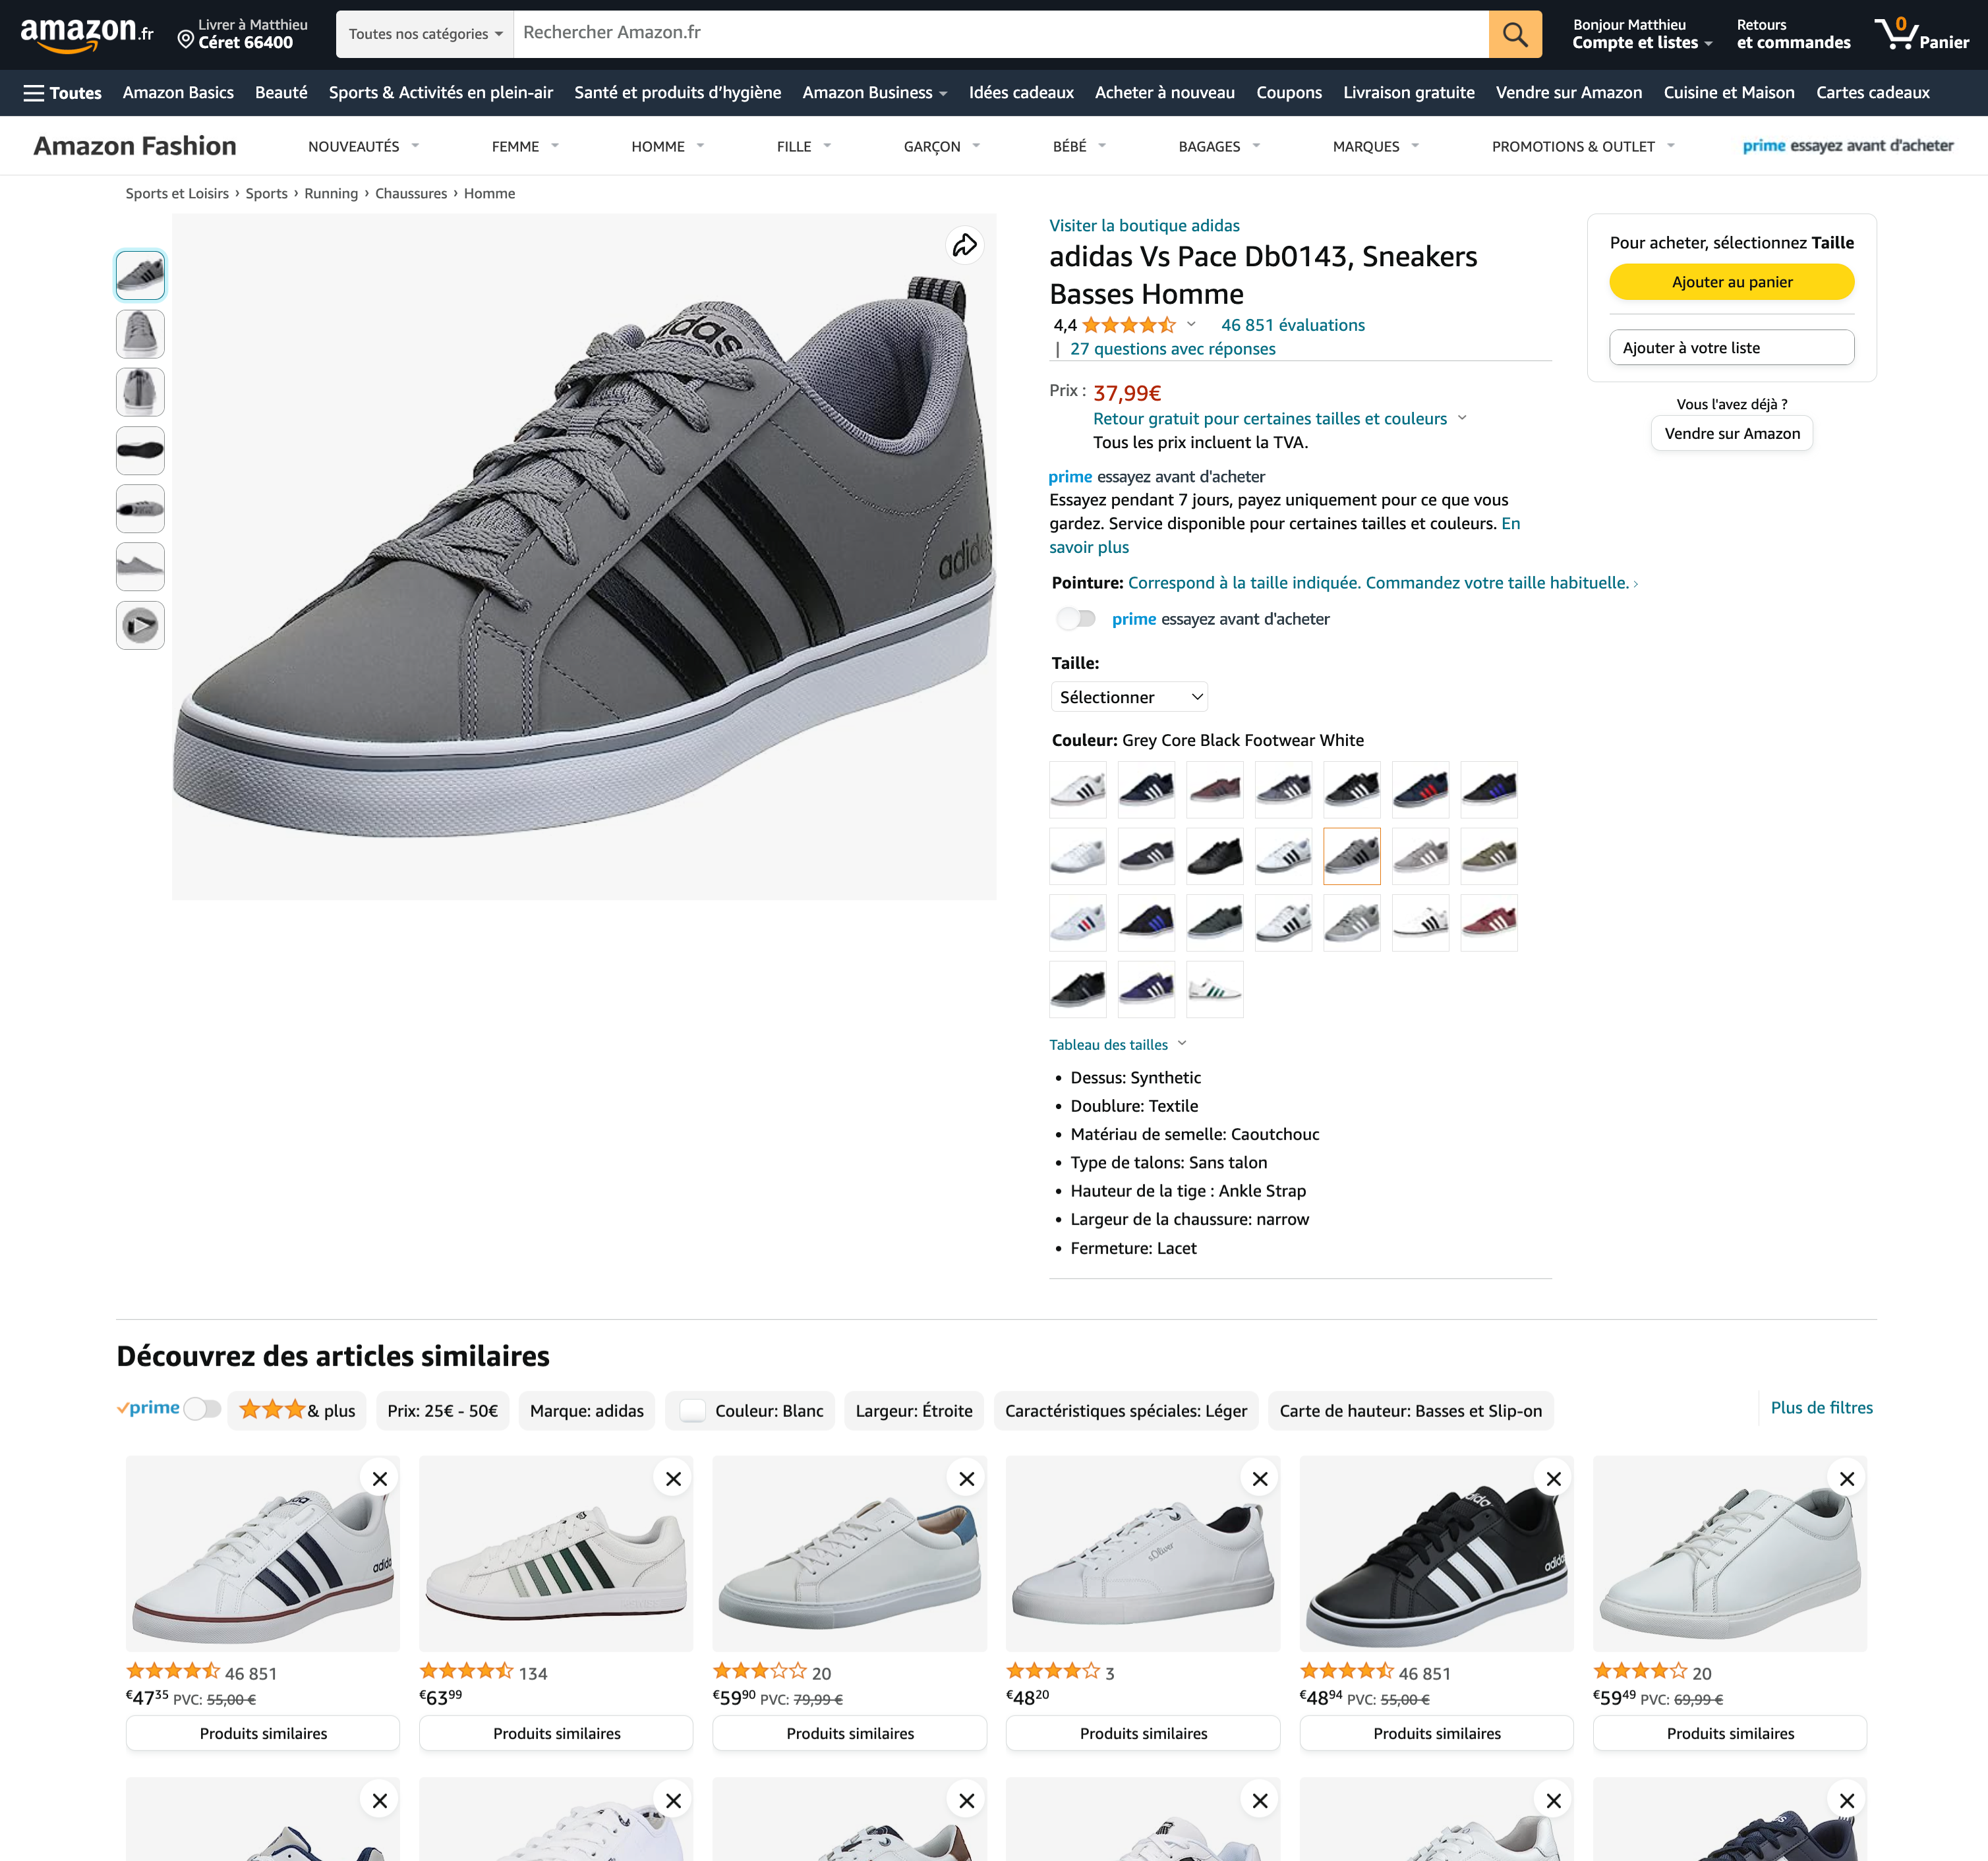 amazon.fr
Livrer à Matthieu
Céret 66400
Toutes nos catégories
Rechercher Amazon.fr
Bonjour Matthieu
Compte et listes
Retours
et commandes
0
Panier
Toutes
Amazon Basics
Beauté
Sports & Activités en plein-air
Santé et produits d’hygiène
Amazon Business
Idées cadeaux
Acheter à nouveau
Coupons
Livraison gratuite
Vendre sur Amazon
Cuisine et Maison
Cartes cadeaux
Amazon Fashion
NOUVEAUTÉS
FEMME
HOMME
FILLE
GARÇON
BÉBÉ
BAGAGES
MARQUES
PROMOTIONS & OUTLET
prime essayez avant d'acheter
Sports et Loisirs › Sports › Running › Chaussures › Homme
adidas
adidas
Visiter la boutique adidas
adidas Vs Pace Db0143, Sneakers
Basses Homme
4,4
46 851 évaluations
| 27 questions avec réponses
Prix : 37,99€
Retour gratuit pour certaines tailles et couleurs
Tous les prix incluent la TVA.
prime essayez avant d'acheter
Essayez pendant 7 jours, payez uniquement pour ce que vous
gardez. Service disponible pour certaines tailles et couleurs. En
savoir plus
Pointure: Correspond à la taille indiquée. Commandez votre taille habituelle. ›
prime essayez avant d'acheter
Taille:
Sélectionner
Couleur: Grey Core Black Footwear White
Tableau des tailles
• Dessus: Synthetic
• Doublure: Textile
• Matériau de semelle: Caoutchouc
• Type de talons: Sans talon
• Hauteur de la tige : Ankle Strap
• Largeur de la chaussure: narrow
• Fermeture: Lacet
Pour acheter, sélectionnez Taille
Ajouter au panier
Ajouter à votre liste
Vous l'avez déjà ?
Vendre sur Amazon
Découvrez des articles similaires
prime
& plus
Prix: 25€ - 50€
Marque: adidas
Couleur: Blanc
Largeur: Étroite
Caractéristiques spéciales: Léger
Carte de hauteur: Basses et Slip-on
Plus de filtres
s.Oliver
46 851
€4735 PVC: 55,00 €
Produits similaires
134
€6399
Produits similaires
20
€5990 PVC: 79,99 €
Produits similaires
3
€4820
Produits similaires
46 851
€4894 PVC: 55,00 €
Produits similaires
20
€5949 PVC: 69,99 €
Produits similaires